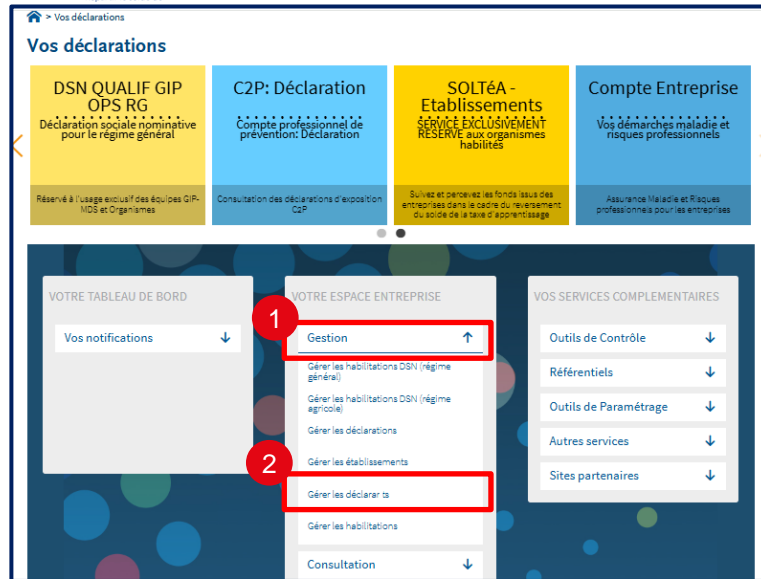 > Vos déclarations
Vos déclarations
DSN QUALIF GIP
OPS RG
Déclaration sociale nominative
pour le régime général
Réservé à l'usage exclusif des équipes GIP-
MDS et Organismes
C2P: Déclaration
Compte professionnel de
prévention: Déclaration
Consultation des déclarations d'exposition
C2P
SOLTéA -
Etablissements
SERVICE EXCLUSIVEMENT
RESERVE aux organismes
habilités
Suivez et percevez les fonds issus des
entreprises dans le cadre du reversement
du solde de la taxe d'apprentissage
Compte Entreprise
Vos démarches maladie et
risques professionnels
Assurance Maladie et Risques
professionnels pour les entreprises
VOTRE TABLEAU DE BORD
Vos notifications
VOTRE ESPACE ENTREPRISE
1
Gestion
Gérer les habilitations DSN (régime
général)
Gérer les habilitations DSN (régime
agricole)
Gérer les déclarations
Gérer les établissements
2
Gérer les déclarar ts
Gérer les habilitations
Consultation
VOS SERVICES COMPLEMENTAIRES
Outils de Contrôle
Référentiels
Outils de Paramétrage
Autres services
Sites partenaires